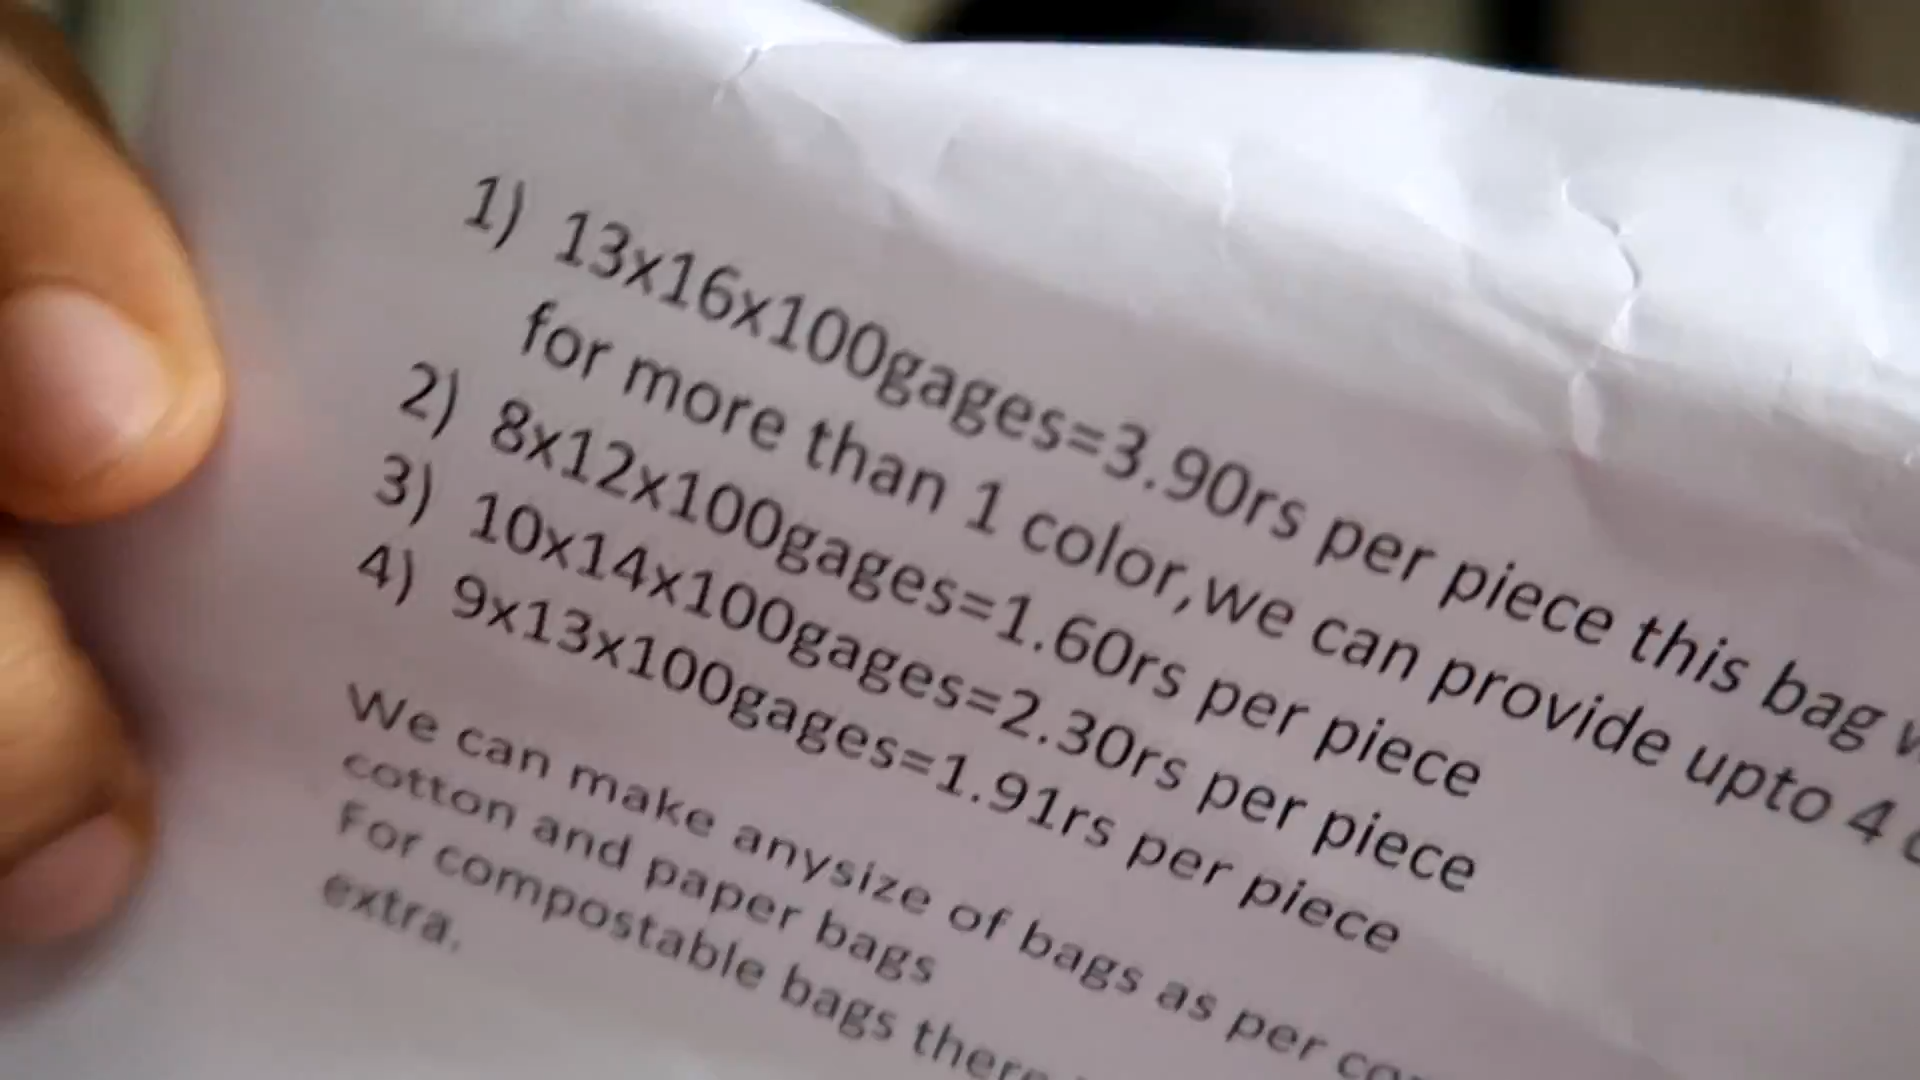 1) 13x16x100gages=3.90rs per piece this bag
for more than 1 color,we can provide upto 4
2) 8x12x100gages=1.60rs per piece
3) 10x14x100gages=2.30rs per piece
4) 9x13x100gages=1.91rs per piece
We can make anysize of bags as per
cotton and paper bags
For compostable bags there
extra.